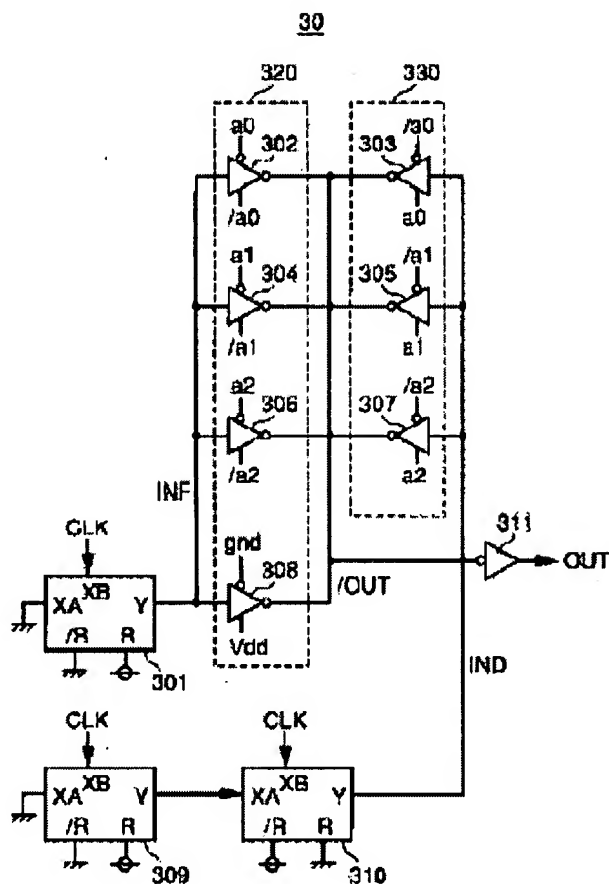 30
320 330
a0 302 /a0 303
/a0 a0
a1 304 /a1 305
/a1 a1
a2 306 /a2 307
/a2 a2
INF
CLK gnd 308 311
/OUT OUT
XA XB Y
/R R Vdd
301 IND
CLK CLK
XA XB Y XA XB Y
/R R /R R
309 310